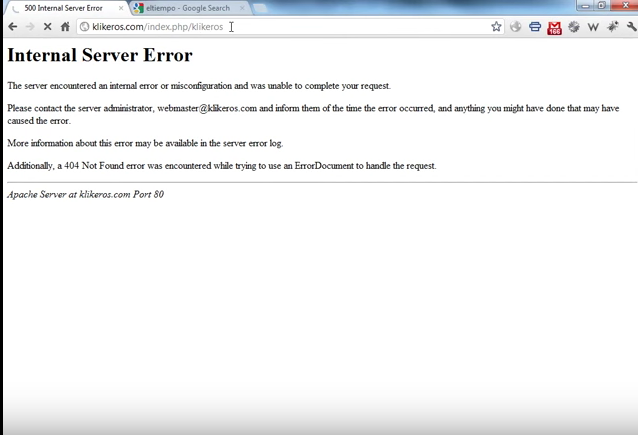 500 Internal Server Error
eltiempo - Google Search
klikeros.com/index.php/klikeros
166
W
Internal Server Error
The server encountered an internal error or misconfiguration and was unable to complete your request.
Please contact the server administrator, webmaster@klikeros.com and inform them of the time the error occurred, and anything you might have done that may have
caused the error.
More information about this error may be available in the server error log.
Additionally, a 404 Not Found error was encountered while trying to use an ErrorDocument to handle the request.
Apache Server at klikeros.com Port 80